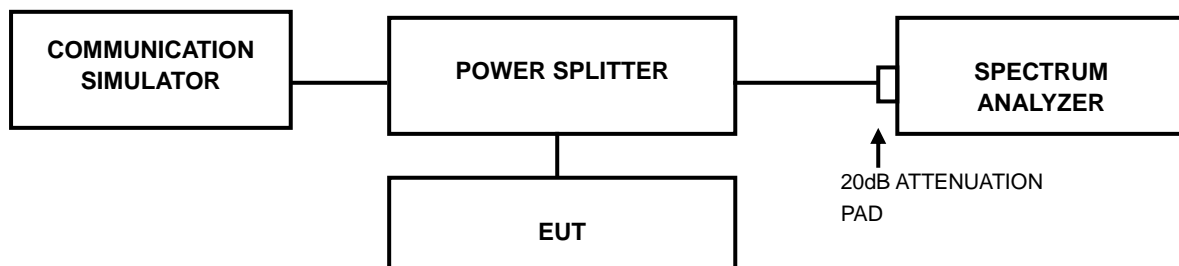 COMMUNICATION
SIMULATOR
POWER SPLITTER
SPECTRUM
ANALYZER
20dB ATTENUATION
PAD
EUT